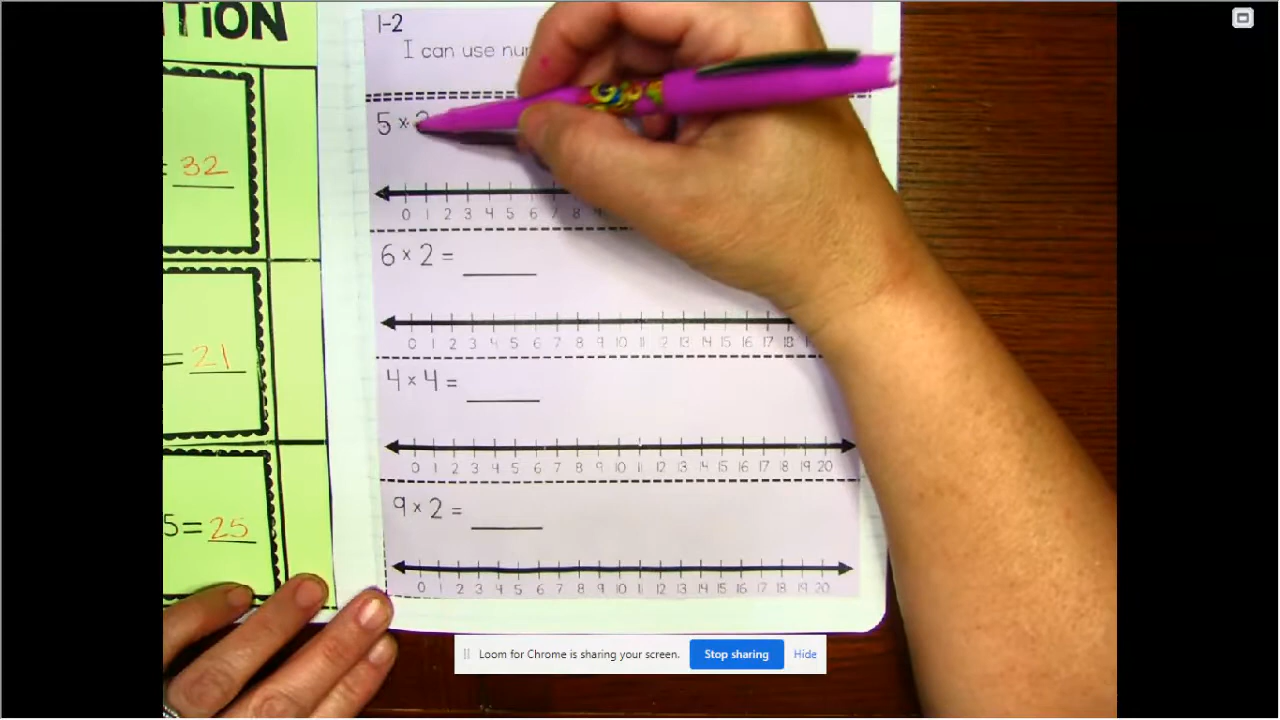 TION
= 32
= 21
5 = 25
1-2
I can use
5 ×
0 1 2 3 4 5 6 7 8 9
6 × 2 =
0 1 2 3 4 5 6 7 8 9 10 11 12 13 14 15 16 17 18
4 × 4 =
0 1 2 3 4 5 6 7 8 9 10 11 12 13 14 15 16 17 18 19 20
9 × 2 =
0 1 2 3 4 5 6 7 8 9 10 11 12 13 14 15 16 17 18 19 20
Loom for Chrome is sharing your screen. Stop sharing Hide